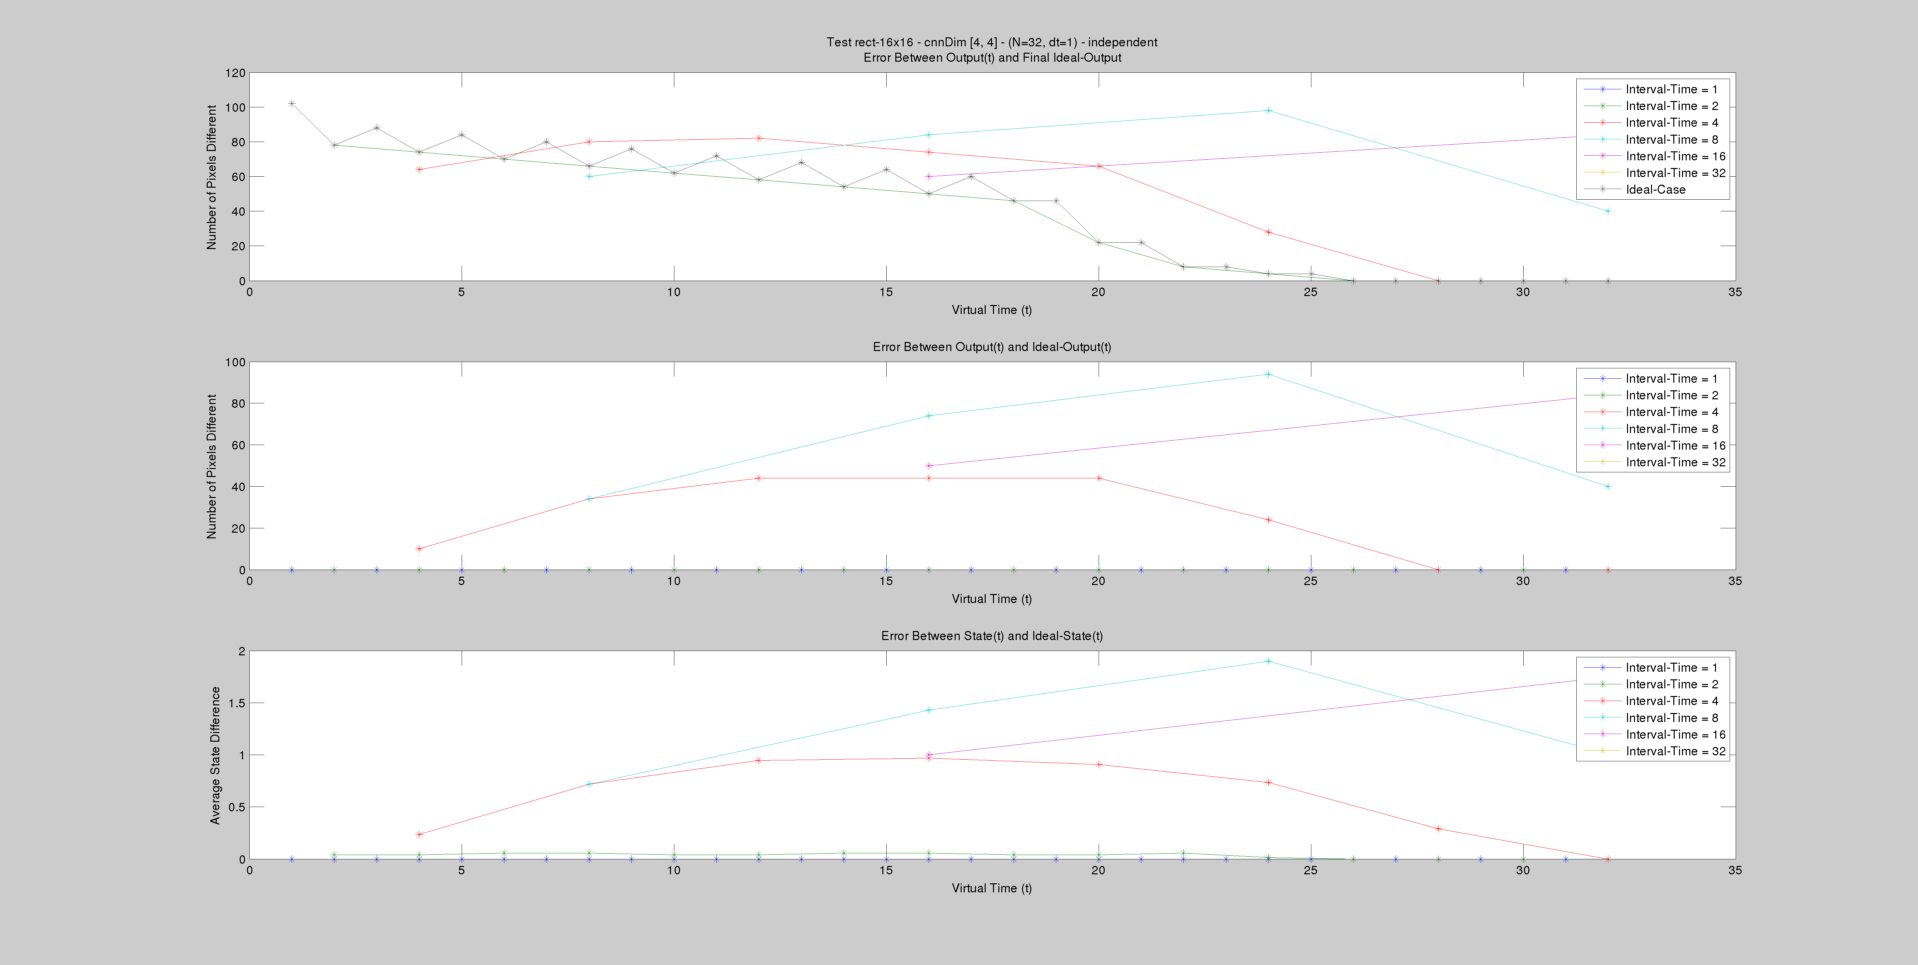 Test rect-16x16 - cnnDim [4, 4] - (N=32, dt=1) - independent
Error Between Output(t) and Final Ideal-Output
Number of Pixels Different
120
100
80
60
40
20
0
0 5 10 15 20 25 30 35
Virtual Time (t)
Interval-Time = 1
Interval-Time = 2
Interval-Time = 4
Interval-Time = 8
Interval-Time = 16
Interval-Time = 32
Ideal-Case
Error Between Output(t) and Ideal-Output(t)
Number of Pixels Different
100
80
60
40
20
0
0 5 10 15 20 25 30 35
Virtual Time (t)
Interval-Time = 1
Interval-Time = 2
Interval-Time = 4
Interval-Time = 8
Interval-Time = 16
Interval-Time = 32
Error Between State(t) and Ideal-State(t)
Average State Difference
2
1.5
1
0.5
0
0 5 10 15 20 25 30 35
Virtual Time (t)
Interval-Time = 1
Interval-Time = 2
Interval-Time = 4
Interval-Time = 8
Interval-Time = 16
Interval-Time = 32